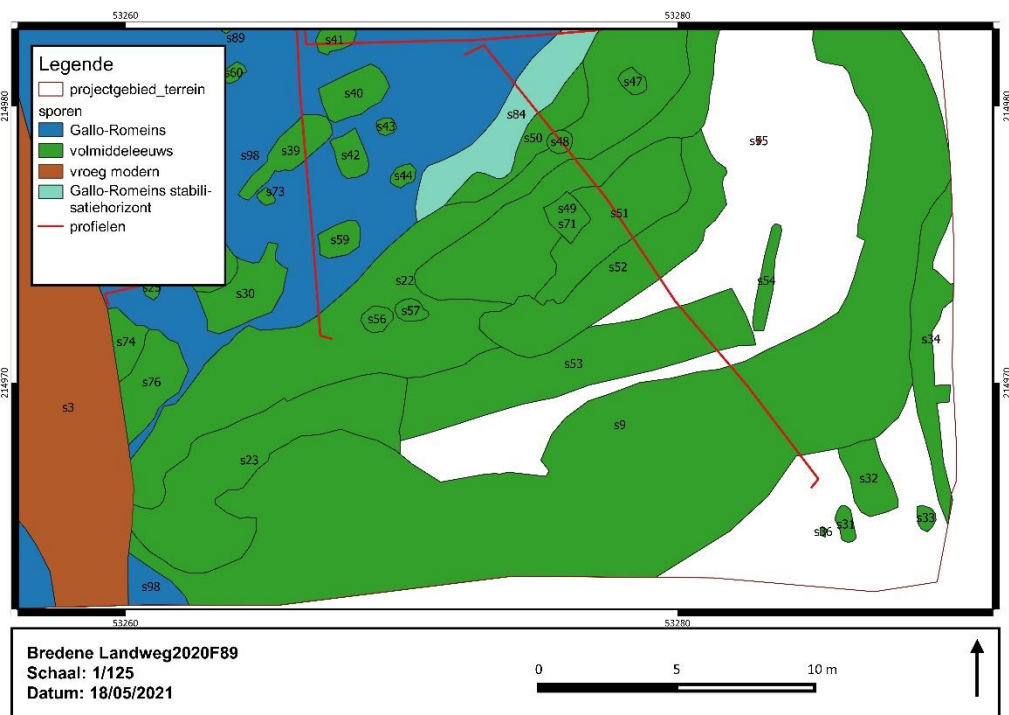 53260
53280
s89
s41
Legende
projectgebied_terrein
sporen
Gallo-Romeins
volmiddeleeuws
vroeg modern
Gallo-Romeins stabili-
satiehorizont
profielen
s60
s40
s47
214980
214980
s84
s43
s50
s48
s55
s98
s39
s42
s44
s73
s49
s51
s71
s59
s52
s22
s54
s25
s30
s56
s57
s74
s34
s53
s76
214970
214970
s3
s9
s23
s32
s36
s31
s33
s98
53260
53280
Bredene Landweg2020F89
Schaal: 1/125
Datum: 18/05/2021
0
5
10 m